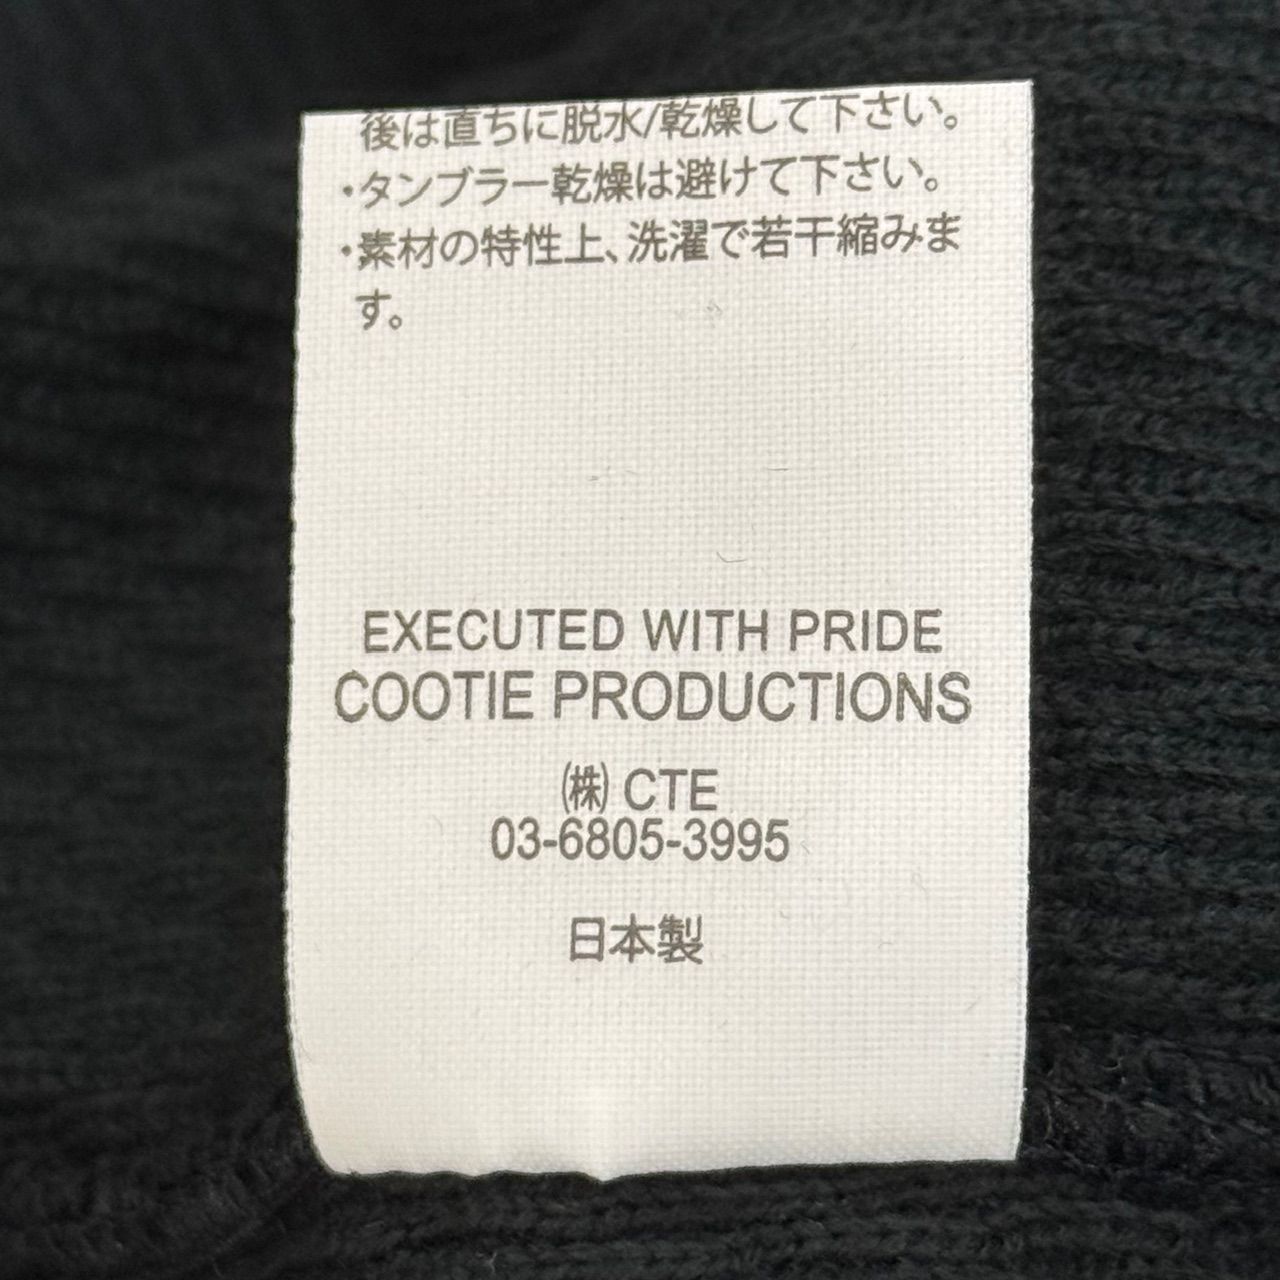 後は直ちに脱水/乾燥して下さい。
・タンブラー乾燥は避けて下さい。
・素材の特性上、洗濯で若干縮みま
す。
EXECUTED WITH PRIDE
COOTIE PRODUCTIONS
㈱ CTE
03-6805-3995
日本製